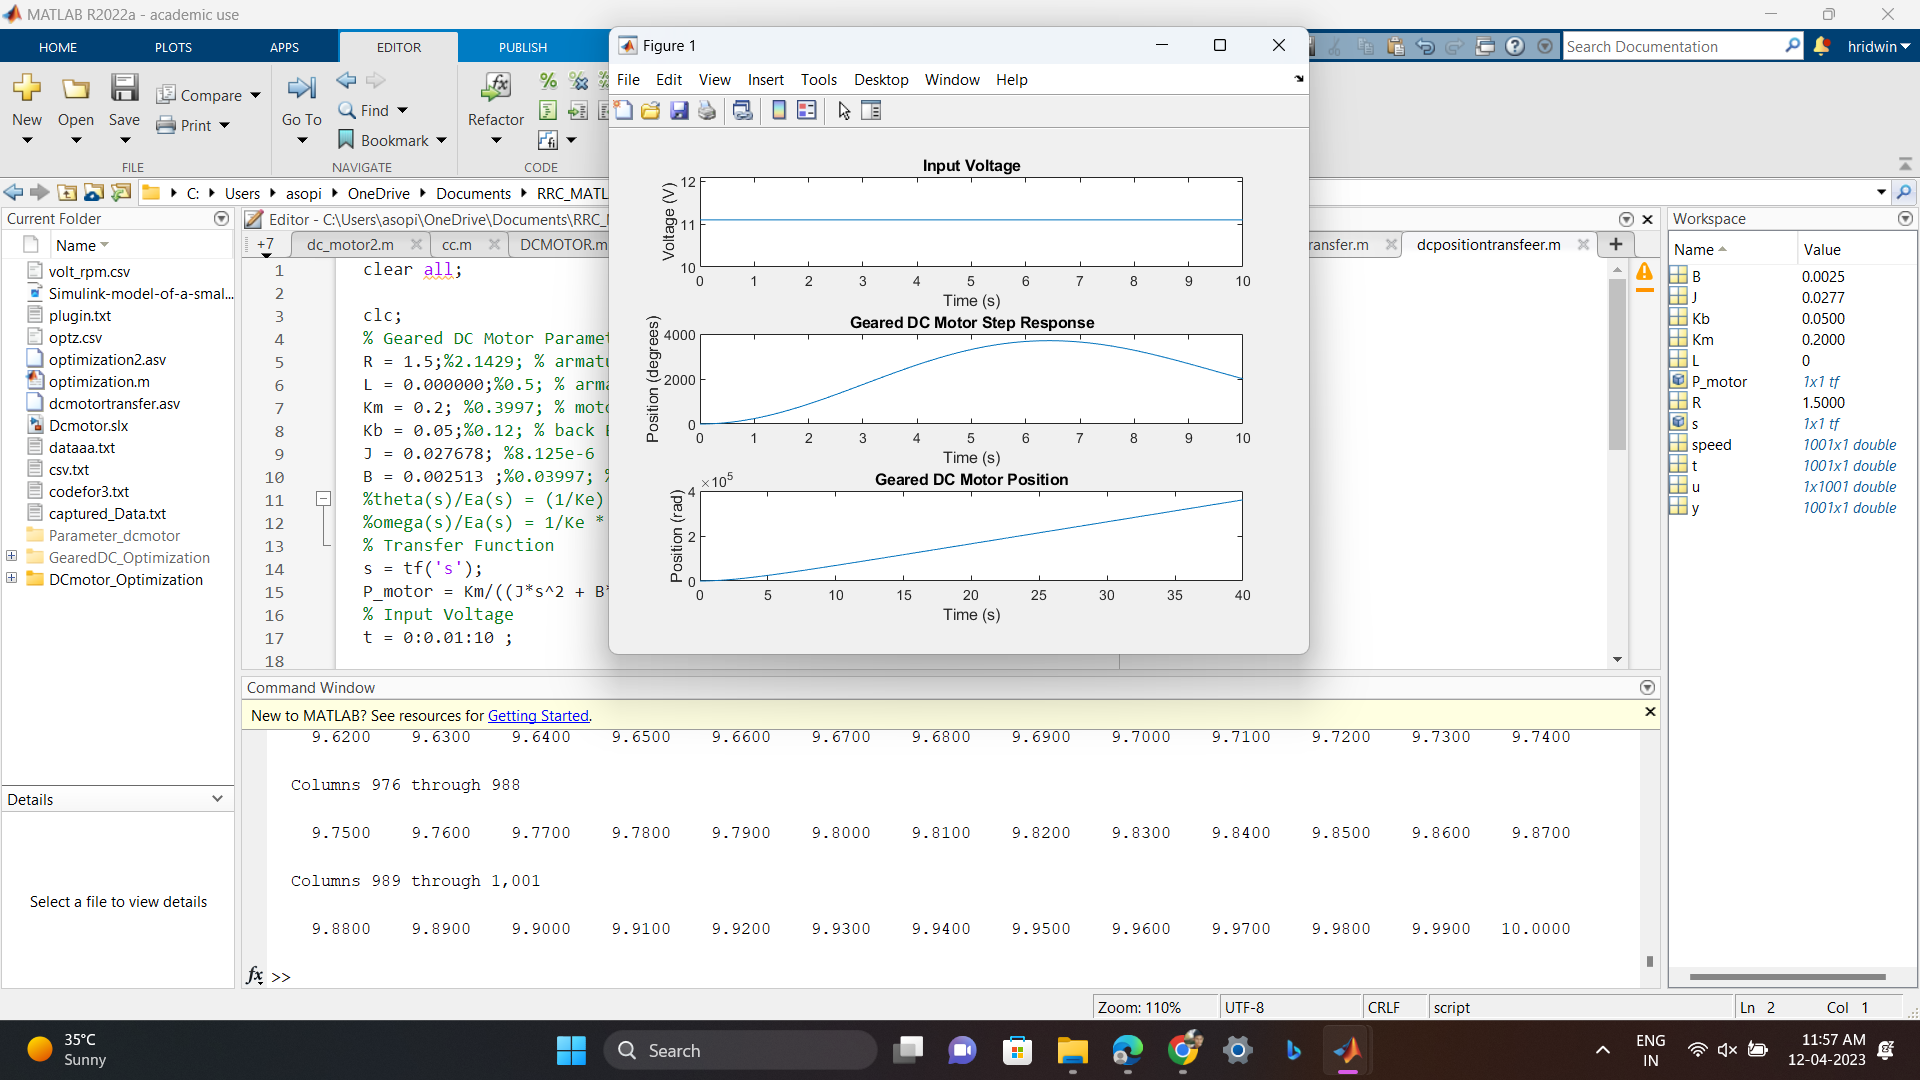 MATLAB R2022a - academic use
HOME PLOTS APPS EDITOR PUBLISH
Search Documentation
hridwin
New Open Save Compare Print Go To Find Bookmark Refactor
FILE NAVIGATE CODE
C: Users asopi OneDrive Documents RRC_MATL
Current Folder
Name
volt_rpm.csv
Simulink-model-of-a-smal...
plugin.txt
optz.csv
optimization2.asv
optimization.m
dcmotortransfer.asv
Dcmotor.slx
dataaa.txt
csv.txt
codefor3.txt
captured_Data.txt
Parameter_dcmotor
GearedDC_Optimization
DCmotor_Optimization
Details
Select a file to view details
Editor - C:\Users\asopi\OneDrive\Documents\RRC_
+7 dc_motor2.m cc.m DCMOTOR.m ransfer.m dcpositiontransfeer.m +
1 clear all;
2
3 clc;
4 % Geared DC Motor Paramet
5 R = 1.5;%2.1429; % armatu
6 L = 0.000000;%0.5; % arma
7 Km = 0.2; %0.3997; % moto
8 Kb = 0.05;%0.12; % back
9 J = 0.027678; %8.125e-6
10 B = 0.002513 ;%0.03997; %
11 %theta(s)/Ea(s) = (1/Ke)
12 %omega(s)/Ea(s) = 1/Ke *
13 % Transfer Function
14 s = tf('s');
15 P_motor = Km/((J*s^2 + B*
16 % Input Voltage
17 t = 0:0.01:10 ;
18
Figure 1
File Edit View Insert Tools Desktop Window Help
Input Voltage
Voltage (V)
12
11
10
0 1 2 3 4 5 6 7 8 9 10
Time (s)
Geared DC Motor Step Response
Position (degrees)
4000
2000
0
0 1 2 3 4 5 6 7 8 9 10
Time (s)
Geared DC Motor Position
×10^5
Position (rad)
4
2
0
0 5 10 15 20 25 30 35 40
Time (s)
Workspace
Name Value
B 0.0025
J 0.0277
Kb 0.0500
Km 0.2000
L 0
P_motor 1x1 tf
R 1.5000
s 1x1 tf
speed 1001x1 double
t 1001x1 double
u 1x1001 double
y 1001x1 double
Command Window
New to MATLAB? See resources for Getting Started.
9.6200 9.6300 9.6400 9.6500 9.6600 9.6700 9.6800 9.6900 9.7000 9.7100 9.7200 9.7300 9.7400
Columns 976 through 988
9.7500 9.7600 9.7700 9.7800 9.7900 9.8000 9.8100 9.8200 9.8300 9.8400 9.8500 9.8600 9.8700
Columns 989 through 1,001
9.8800 9.8900 9.9000 9.9100 9.9200 9.9300 9.9400 9.9500 9.9600 9.9700 9.9800 9.9900 10.0000
fx >>
Zoom: 110% UTF-8 CRLF script Ln 2 Col 1
35°C
Sunny
Search
ENG
IN
11:57 AM
12-04-2023